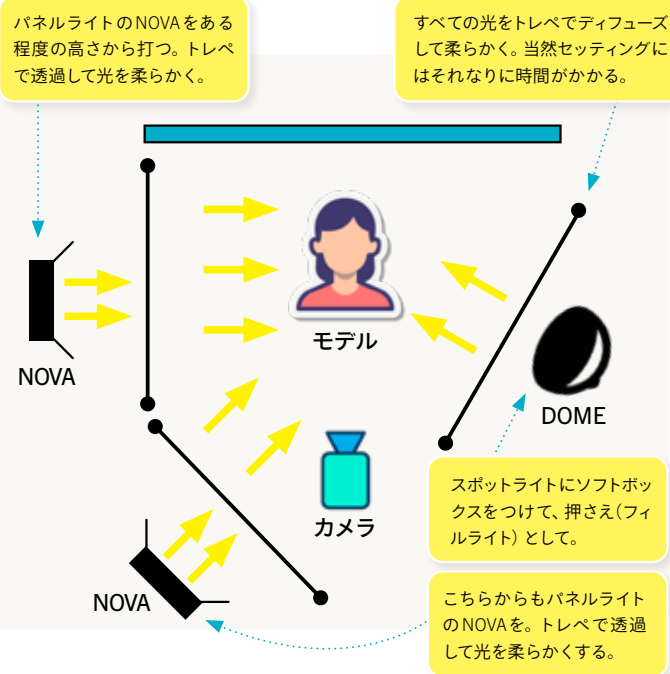 パネルライトのNOVAをある
程度の高さから打つ。トレペ
で透過して光を柔らかく。
すべての光をトレペでディフューズ
して柔らかく。当然セッティングに
はそれなりに時間がかかる。
モデル
NOVA
DOME
スポットライトにソフトボッ
クスをつけて、押さえ(フィ
ルライト)として。
カメラ
NOVA
こちらからもパネルライト
のNOVAを。トレペで透過
して光を柔らかくする。